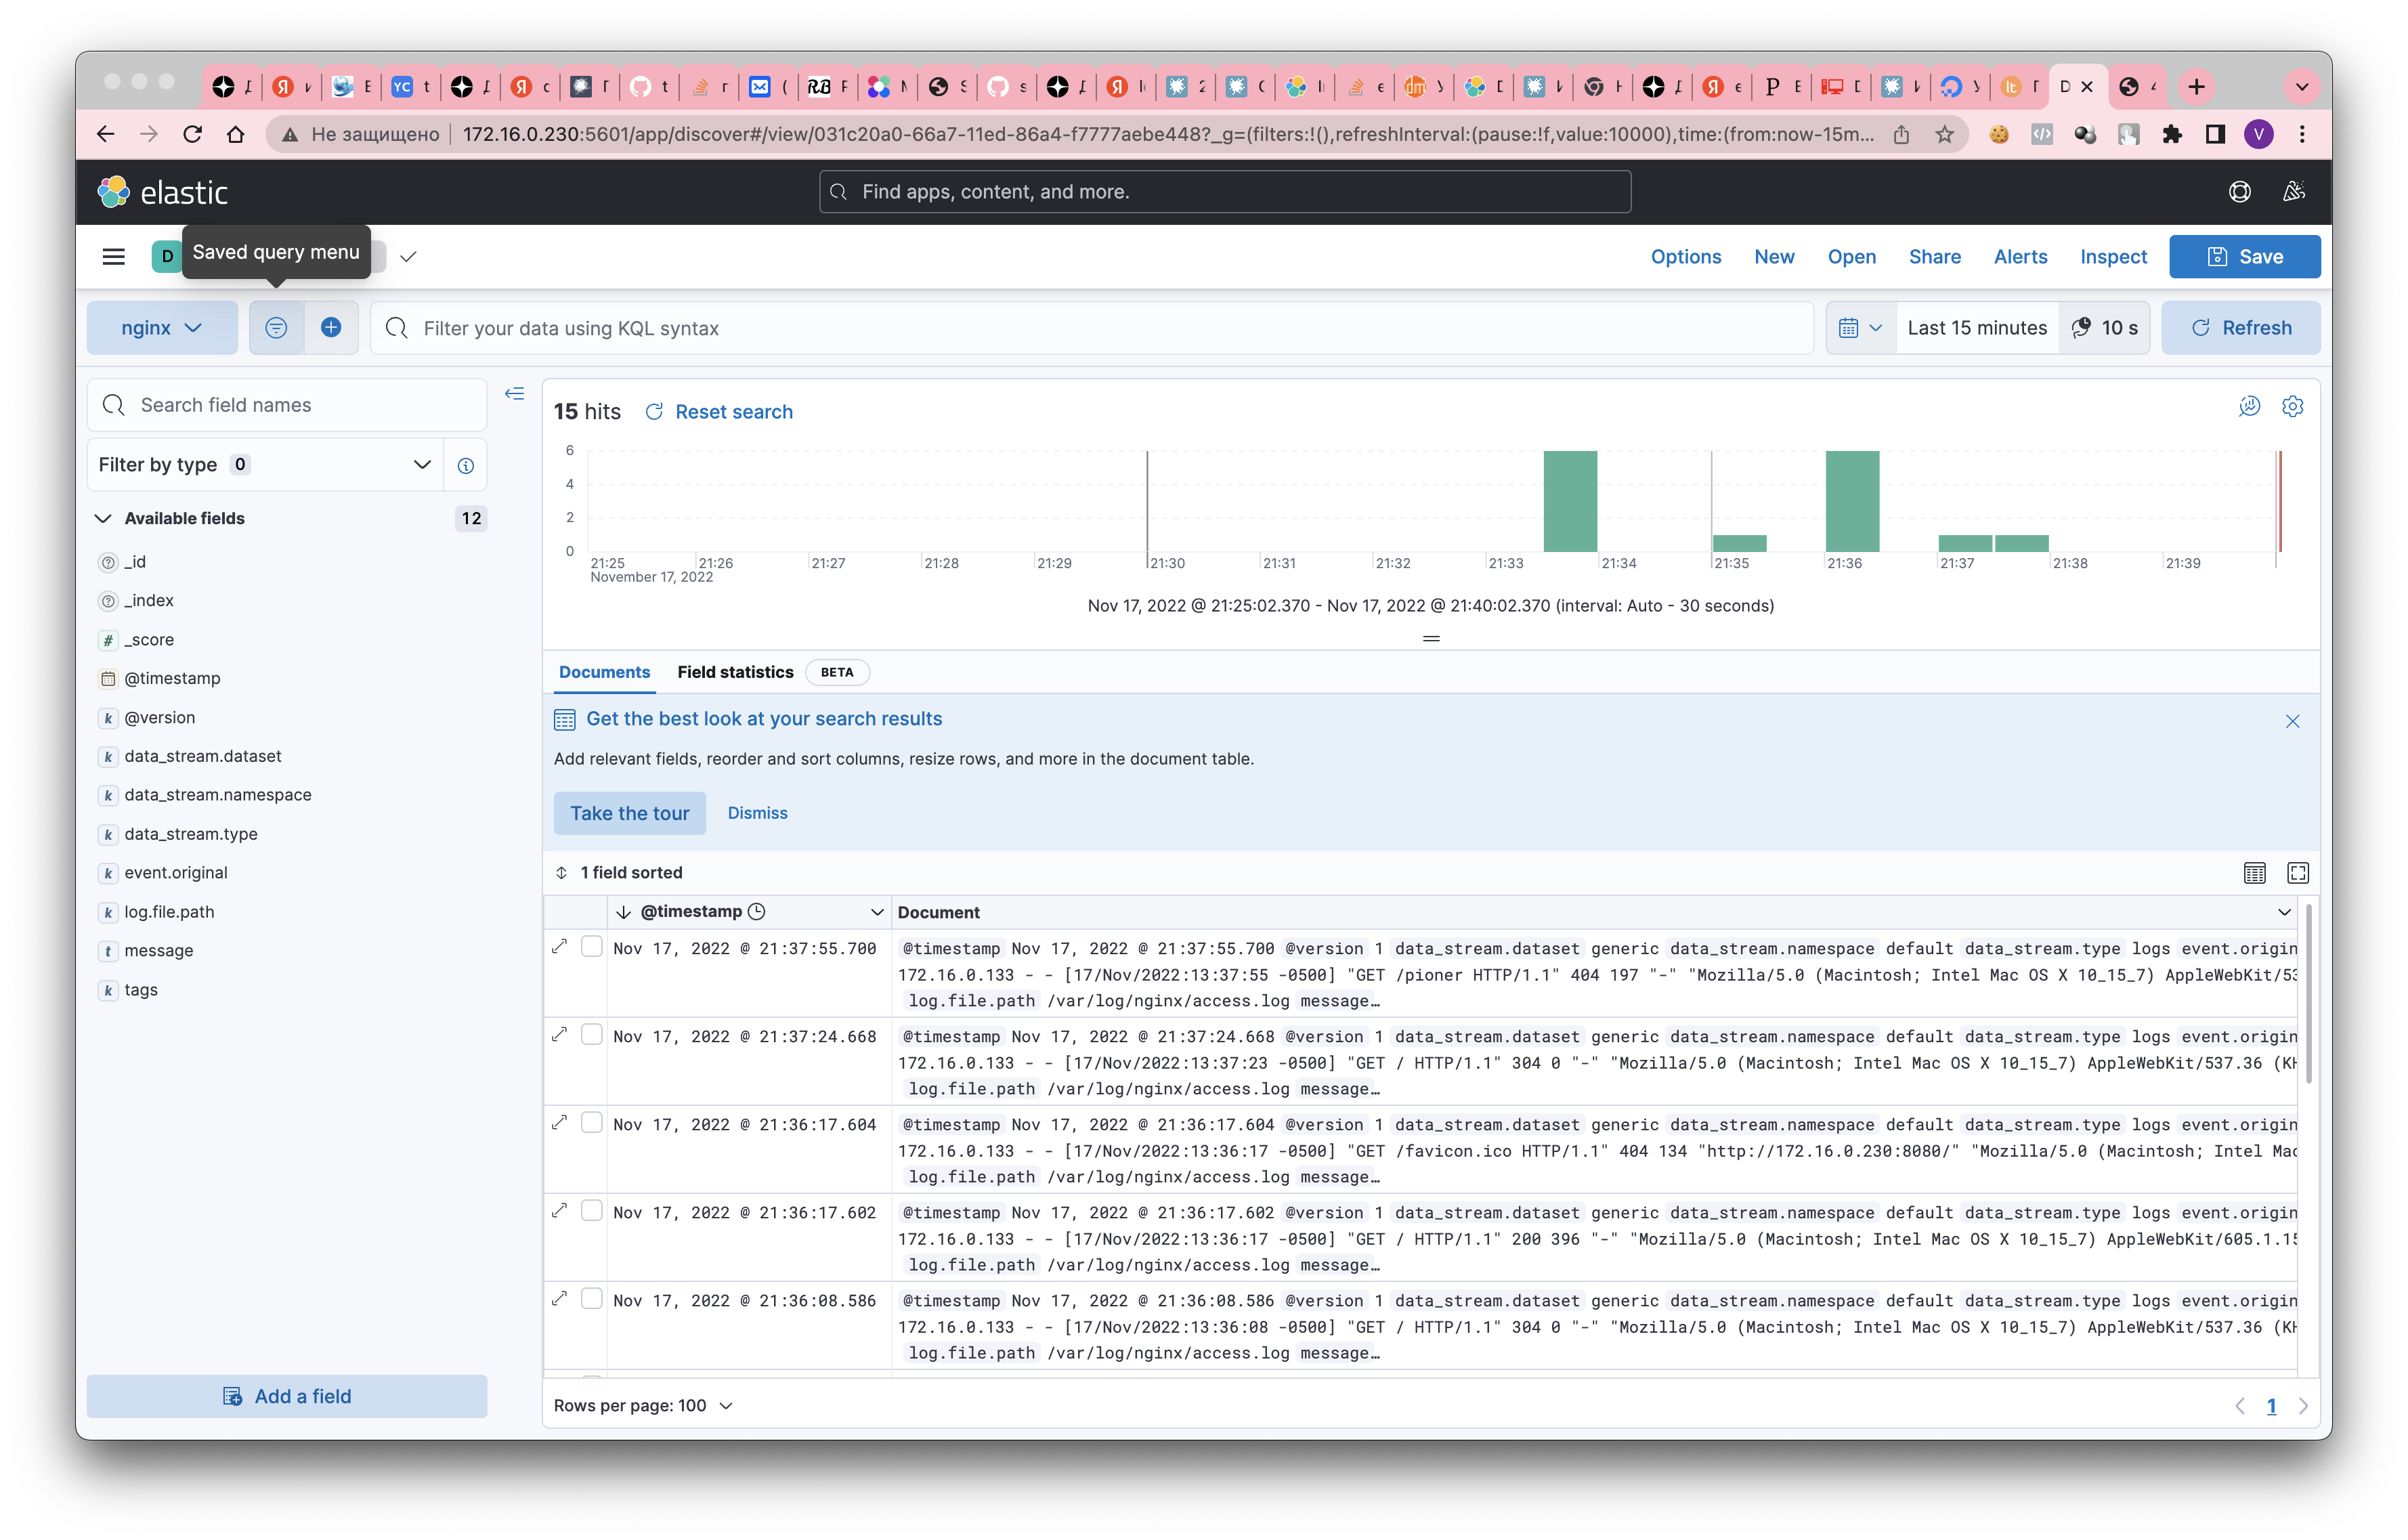 Не защищено | 172.16.0.230:5601/app/discover#/view/031c20a0-66a7-11ed-86a4-f7777aebe448?_g=(filters:!(),refreshInterval:(pause:!f,value:10000),time:(from:now-15m...
elastic
Find apps, content, and more.
D
Saved query menu
Options New Open Share Alerts Inspect Save
nginx
Filter your data using KQL syntax
Last 15 minutes 10 s Refresh
Search field names
Filter by type 0
Available fields 12
_id
_index
_score
@timestamp
@version
data_stream.dataset
data_stream.namespace
data_stream.type
event.original
log.file.path
message
tags
Add a field
15 hits Reset search
6
4
2
0
21:25 21:26 21:27 21:28 21:29 21:30 21:31 21:32 21:33 21:34 21:35 21:36 21:37 21:38 21:39
November 17, 2022
Nov 17, 2022 @ 21:25:02.370 - Nov 17, 2022 @ 21:40:02.370 (interval: Auto - 30 seconds)
Documents Field statistics BETA
Get the best look at your search results
Add relevant fields, reorder and sort columns, resize rows, and more in the document table.
Take the tour Dismiss
1 field sorted
@timestamp Document
Nov 17, 2022 @ 21:37:55.700 @timestamp Nov 17, 2022 @ 21:37:55.700 @version 1 data_stream.dataset generic data_stream.namespace default data_stream.type logs event.origin
172.16.0.133 - - [17/Nov/2022:13:37:55 -0500] "GET /pioner HTTP/1.1" 404 197 "-" "Mozilla/5.0 (Macintosh; Intel Mac OS X 10_15_7) AppleWebKit/53
log.file.path /var/log/nginx/access.log message…
Nov 17, 2022 @ 21:37:24.668 @timestamp Nov 17, 2022 @ 21:37:24.668 @version 1 data_stream.dataset generic data_stream.namespace default data_stream.type logs event.origin
172.16.0.133 - - [17/Nov/2022:13:37:23 -0500] "GET / HTTP/1.1" 304 0 "-" "Mozilla/5.0 (Macintosh; Intel Mac OS X 10_15_7) AppleWebKit/537.36 (KH
log.file.path /var/log/nginx/access.log message…
Nov 17, 2022 @ 21:36:17.604 @timestamp Nov 17, 2022 @ 21:36:17.604 @version 1 data_stream.dataset generic data_stream.namespace default data_stream.type logs event.origin
172.16.0.133 - - [17/Nov/2022:13:36:17 -0500] "GET /favicon.ico HTTP/1.1" 404 134 "http://172.16.0.230:8080/" "Mozilla/5.0 (Macintosh; Intel Mac
log.file.path /var/log/nginx/access.log message…
Nov 17, 2022 @ 21:36:17.602 @timestamp Nov 17, 2022 @ 21:36:17.602 @version 1 data_stream.dataset generic data_stream.namespace default data_stream.type logs event.origin
172.16.0.133 - - [17/Nov/2022:13:36:17 -0500] "GET / HTTP/1.1" 200 396 "-" "Mozilla/5.0 (Macintosh; Intel Mac OS X 10_15_7) AppleWebKit/605.1.15
log.file.path /var/log/nginx/access.log message…
Nov 17, 2022 @ 21:36:08.586 @timestamp Nov 17, 2022 @ 21:36:08.586 @version 1 data_stream.dataset generic data_stream.namespace default data_stream.type logs event.origin
172.16.0.133 - - [17/Nov/2022:13:36:08 -0500] "GET / HTTP/1.1" 304 0 "-" "Mozilla/5.0 (Macintosh; Intel Mac OS X 10_15_7) AppleWebKit/537.36 (KH
log.file.path /var/log/nginx/access.log message…
Rows per page: 100 1